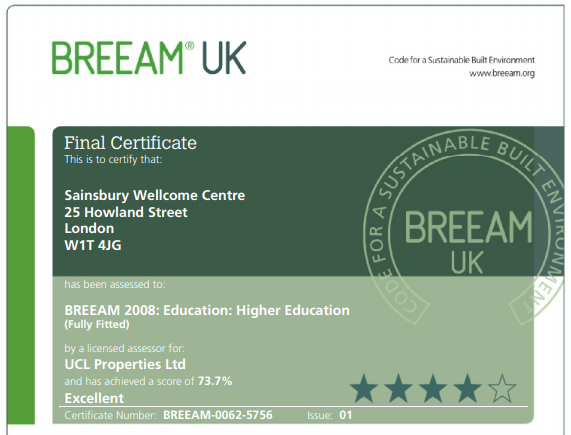 BREEAM® UK
Code for a Sustainable Built Environment
www.breeam.org
Final Certificate
This is to certify that:
Sainsbury Wellcome Centre
25 Howland Street
London
W1T 4JG
CODE FOR A SUSTAINABLE BUILT ENVIRONMENT
BREEAM
UK
has been assessed to:
BREEAM 2008: Education: Higher Education
(Fully Fitted)
by a licensed assessor for:
UCL Properties Ltd
and has achieved a score of 73.7%
Excellent
Certificate Number: BREEAM-0062-5756 Issue: 01